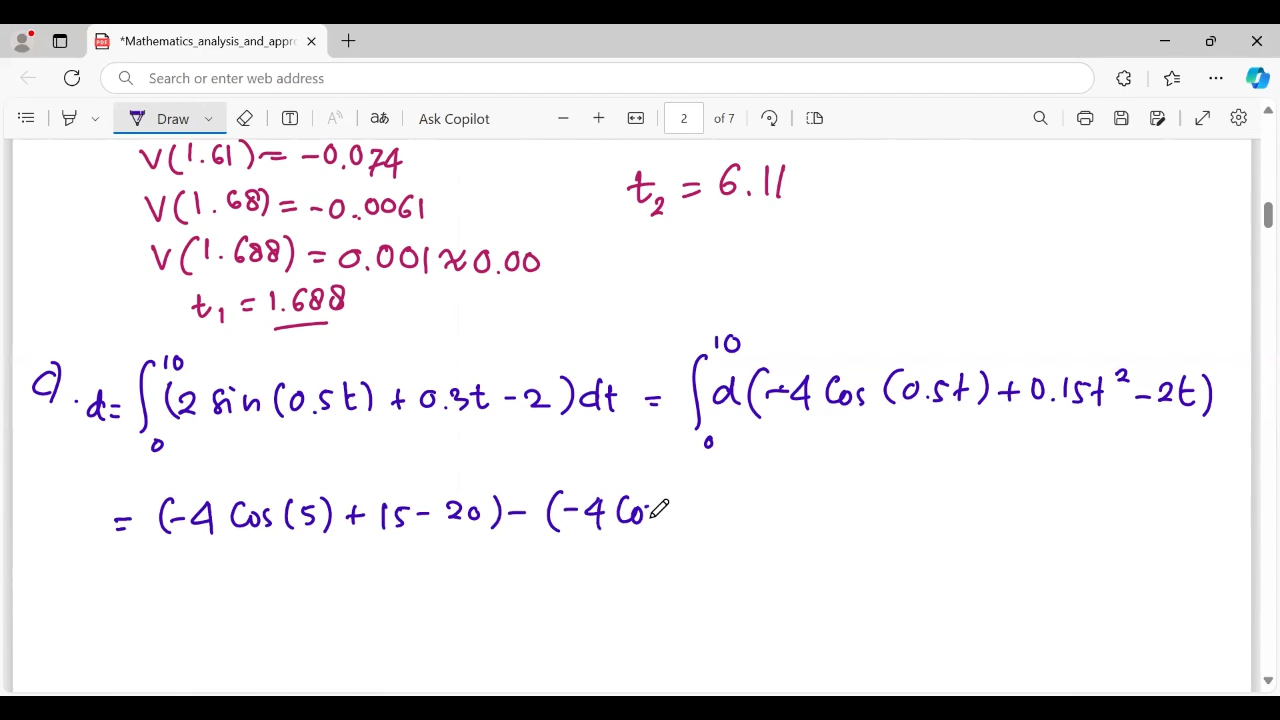 *Mathematics_analysis_and_appr
Search or enter web address
Draw
Ask Copilot
2 of 7
V(1.61) ≈ -0.074
V(1.68) = -0.0061
V(1.688) = 0.001 ≈ 0.00
t₁ = 1.688
t₂ = 6.11
c). d = ∫₀¹⁰ (2 sin(0.5t) + 0.3t - 2) dt = ∫₀¹⁰ d(-4 Cos (0.5t) + 0.15t² - 2t)
= (-4 Cos (5) + 15 - 20) - (-4 Co